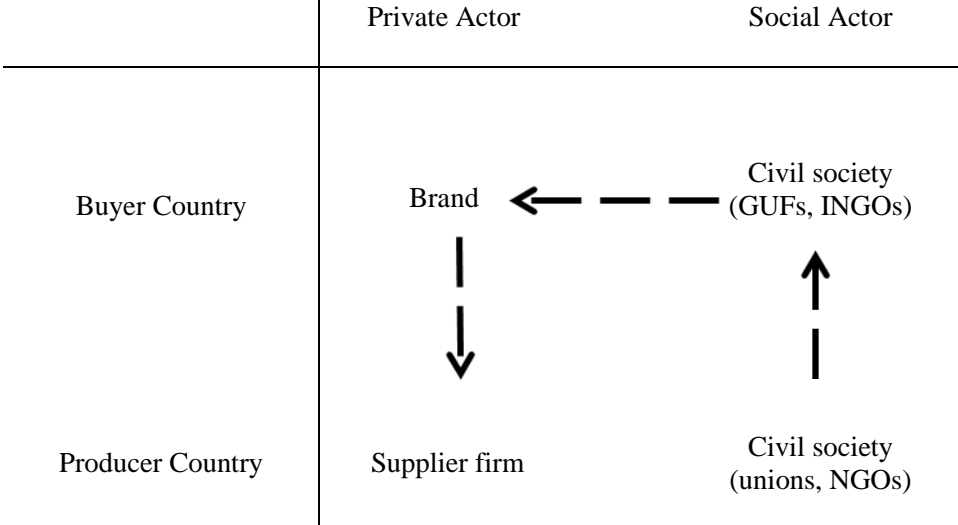 Private Actor
Social Actor
Buyer Country
Brand
Civil society
(GUFs, INGOs)
Producer Country
Supplier firm
Civil society
(unions, NGOs)